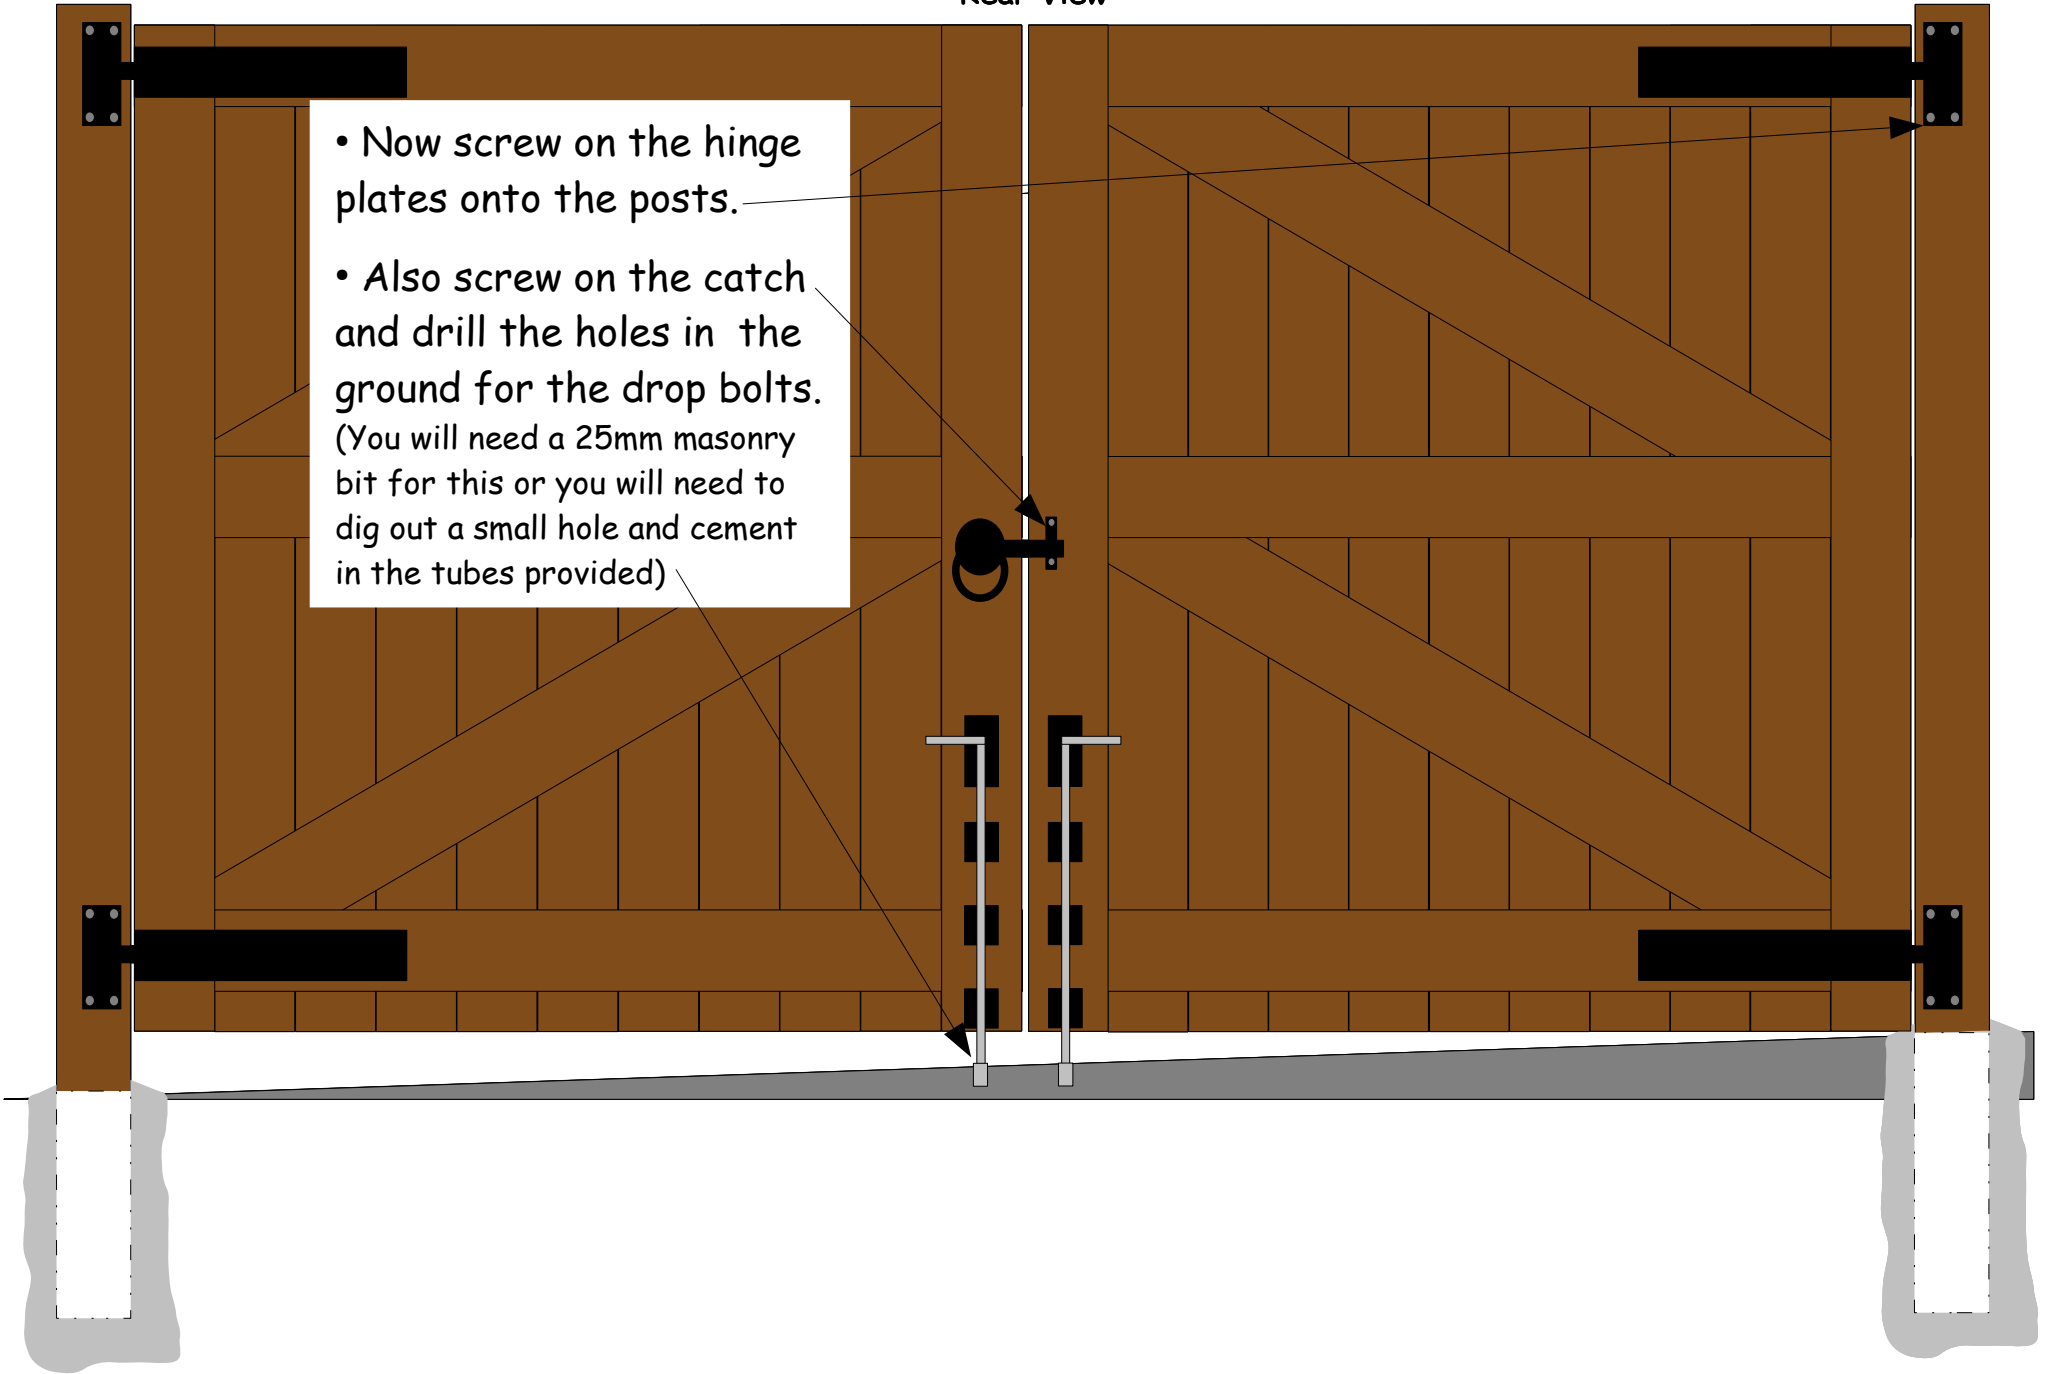 Rear View
• Now screw on the hinge
plates onto the posts.
• Also screw on the catch
and drill the holes in  the
ground for the drop bolts.
(You will need a 25mm masonry
bit for this or you will need to
dig out a small hole and cement
in the tubes provided)